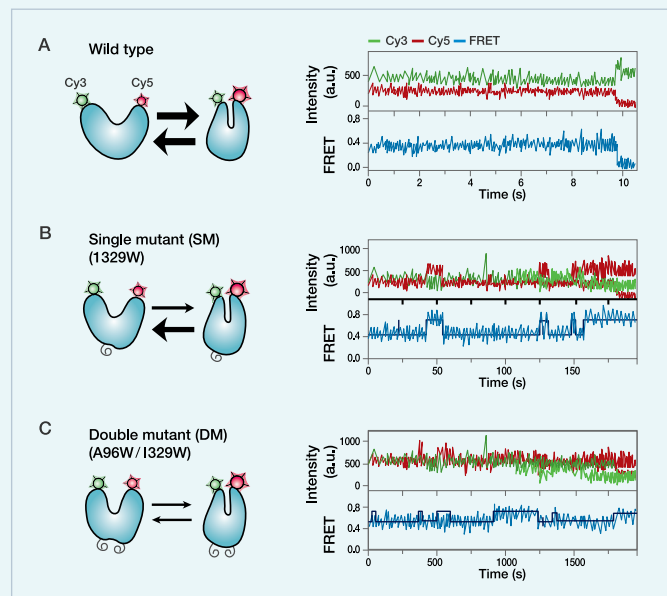 A
Wild type
Cy3
Cy5
Cy3 Cy5 FRET
Intensity
(a.u.)
500
0
FRET
0.8
0.4
0.0
0 2 4 6 8 10
Time (s)
B
Single mutant (SM)
(1329W)
Intensity
(a.u.)
1000
500
0
FRET
0.8
0.4
0.0
0 50 100 150
Time (s)
C
Double mutant (DM)
(A96W/I329W)
Intensity
(a.u.)
1000
500
0
FRET
0.8
0.4
0.0
0 500 1000 1500
Time (s)